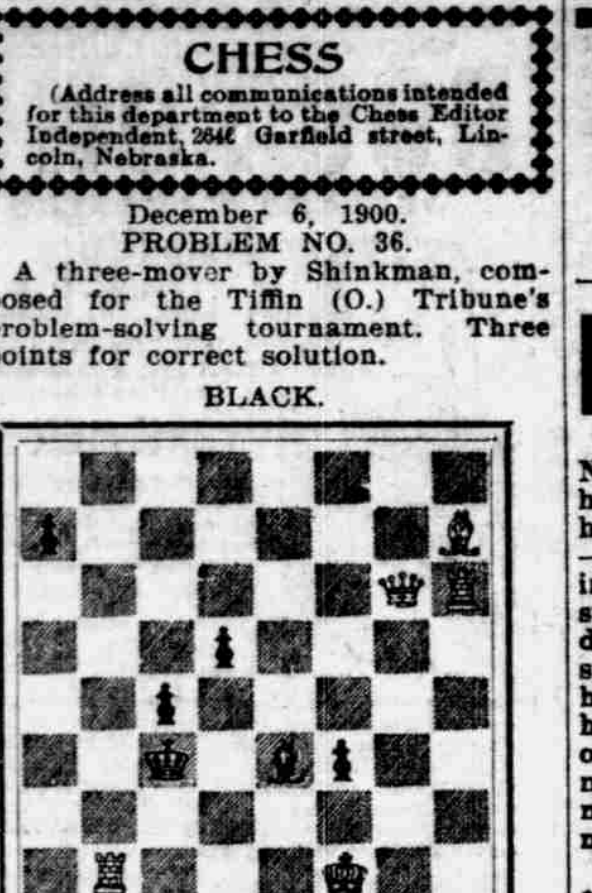 CHESS
(Address all communications intended
for this department to the Chess Editor
Independent, 2646 Garfield street, Lin-
coln, Nebraska.
December 6, 1900.
PROBLEM NO. 36.
A three-mover by Shinkman, com-
osed for the Tiffin (O.) Tribune's
roblem-solving tournament. Three
oints for correct solution.
BLACK.